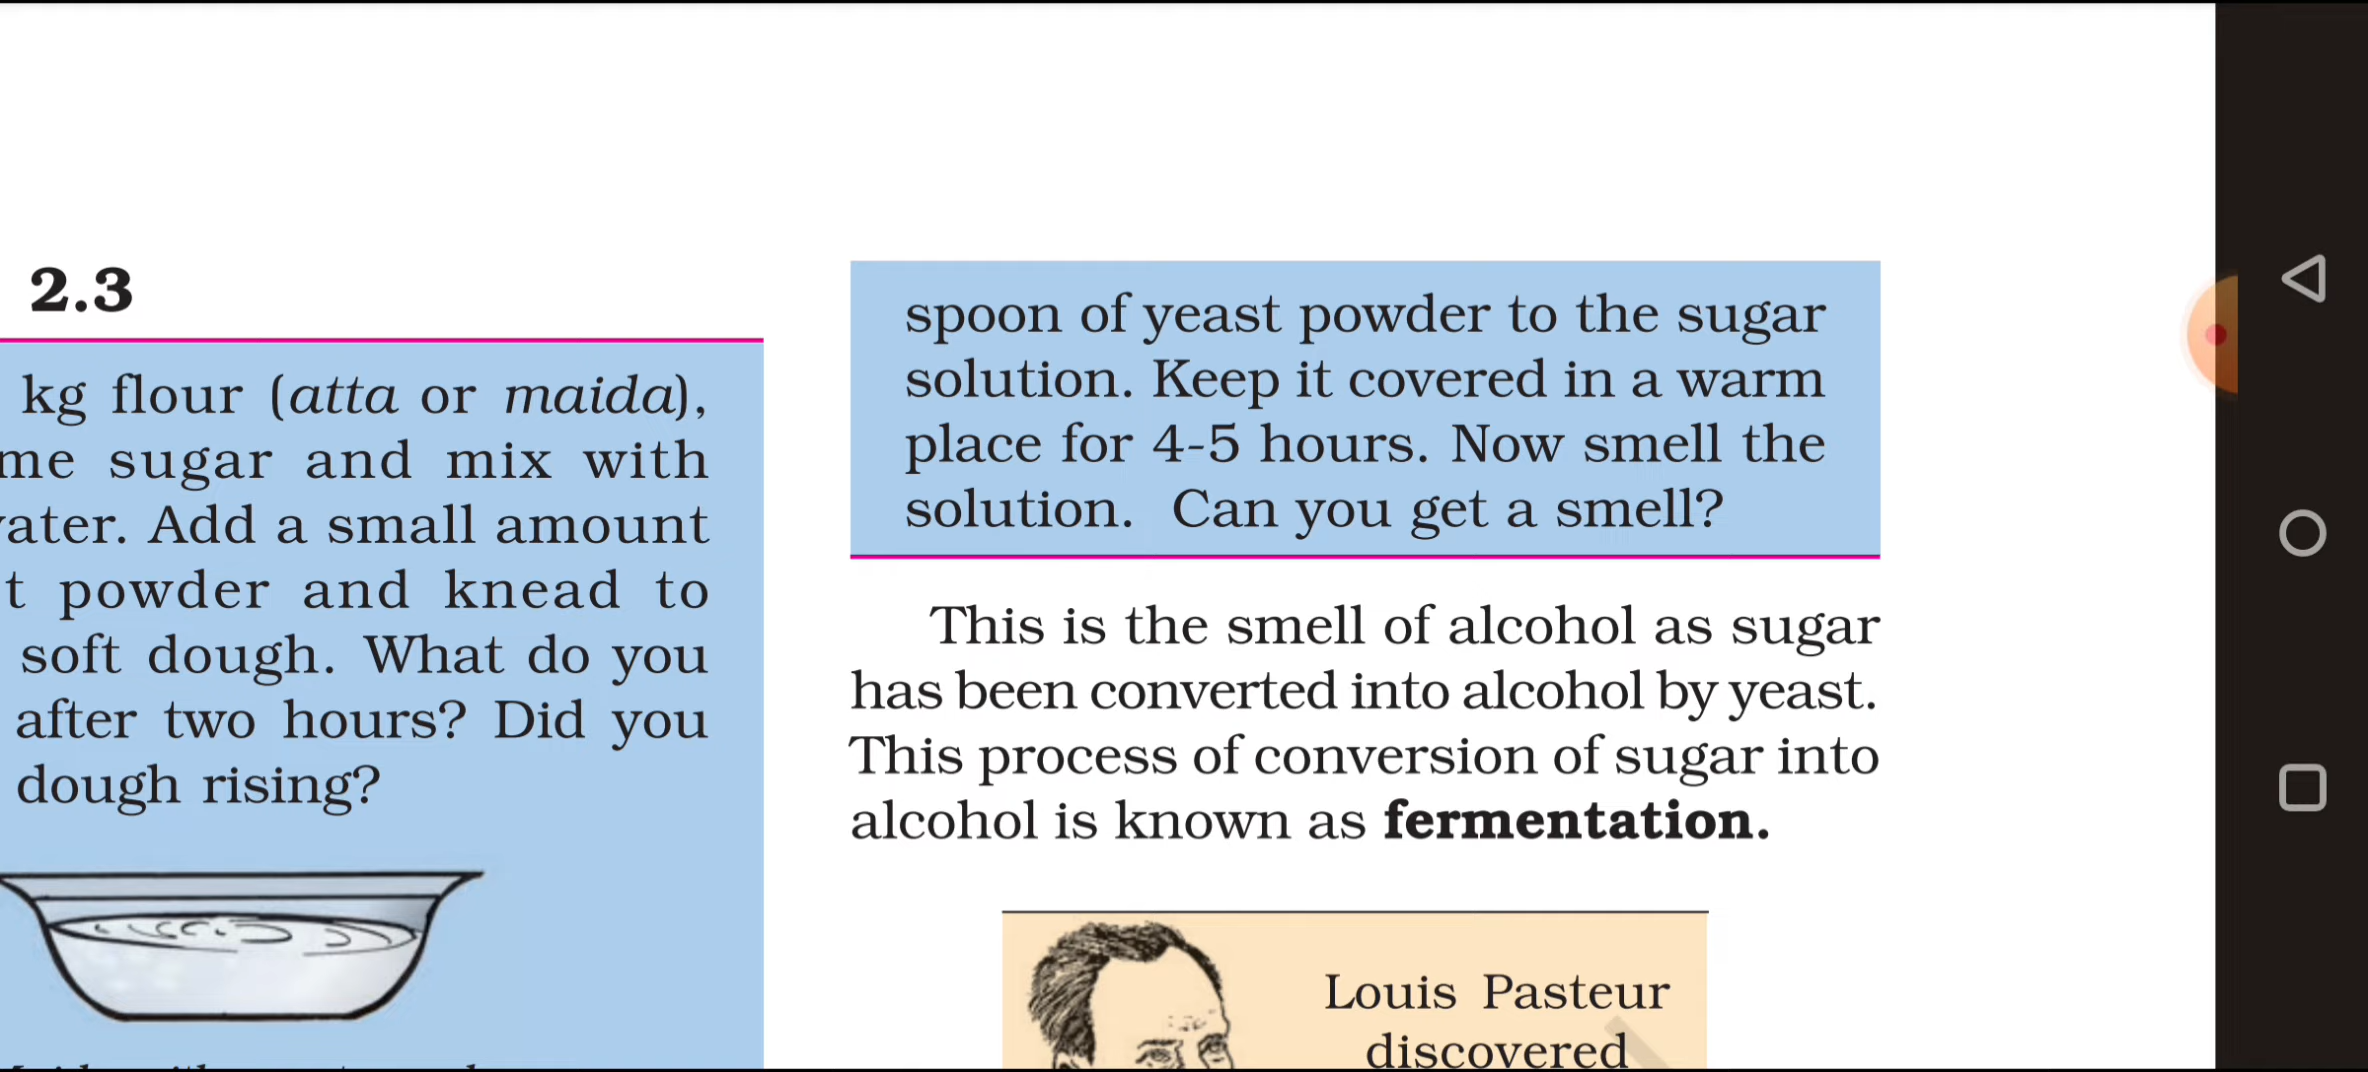 2.3
kg flour (atta or maida),
sugar and mix with
Add a small amount
powder and knead to
soft dough. What do you
after two hours? Did you
dough rising?
spoon of yeast powder to the sugar
solution. Keep it covered in a warm
place for 4-5 hours. Now smell the
solution. Can you get a smell?
This is the smell of alcohol as sugar
has been converted into alcohol by yeast.
This process of conversion of sugar into
alcohol is known as fermentation.
Louis Pasteur
discovered